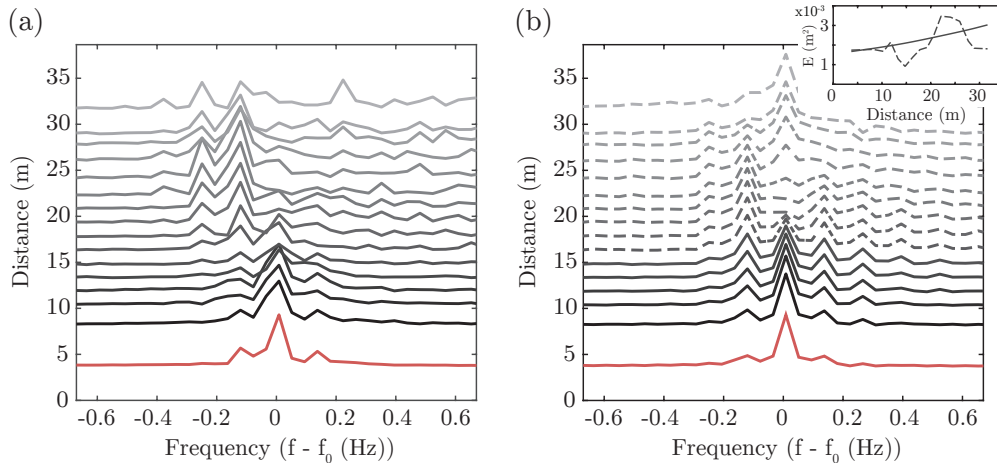 (a)
35
30
25
20
15
10
5
0
Distance (m)
-0.6 -0.4 -0.2 0 0.2 0.4 0.6
Frequency (f - f₀ (Hz))
(b)
35
30
25
20
15
10
5
0
Distance (m)
-0.6 -0.4 -0.2 0 0.2 0.4 0.6
Frequency (f - f₀ (Hz))
x10⁻³
3
1
E (m²)
0 10 20 30
Distance (m)